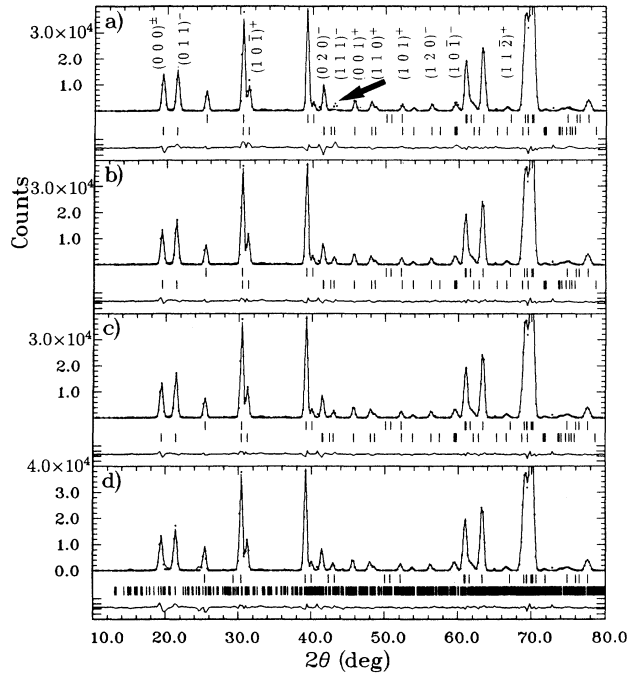 a)
3.0×10⁴
1.0
(0 0 0)±
(0 1 1)⁻
(1 0 1̄)⁺
(0 2 0)⁻
(1 1 1)⁻
(0 0 1)⁺
(1 1 0)⁺
(1 0 1)⁺
(1 2 0)⁻
(1 0 1̄)⁻
(1 1 2̄)⁺
b)
3.0×10⁴
2.0
1.0
Counts
c)
3.0×10⁴
2.0
1.0
d)
4.0×10⁴
3.0
2.0
1.0
0.0
10.0 20.0 30.0 40.0 50.0 60.0 70.0 80.0
2θ (deg)